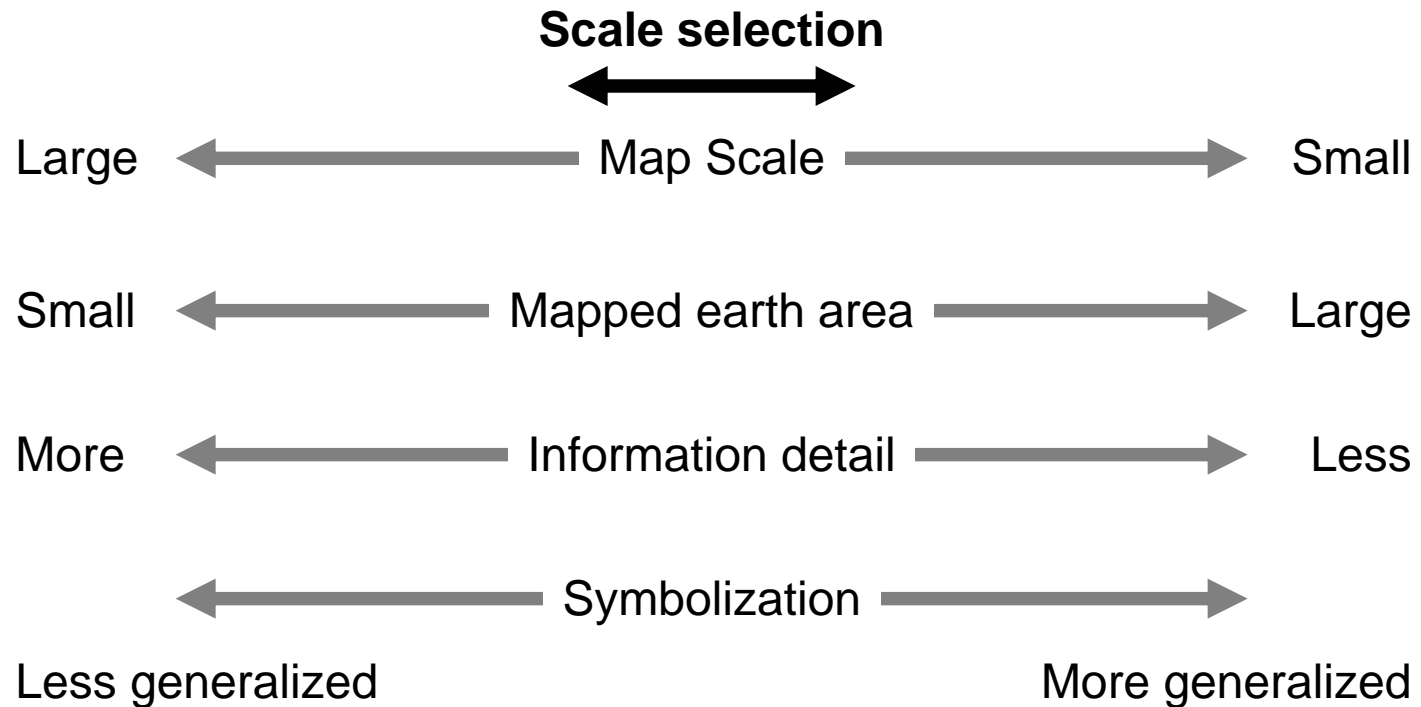 Scale selection
Large Map Scale Small
Small Mapped earth area Large
More Information detail Less
Symbolization
Less generalized More generalized